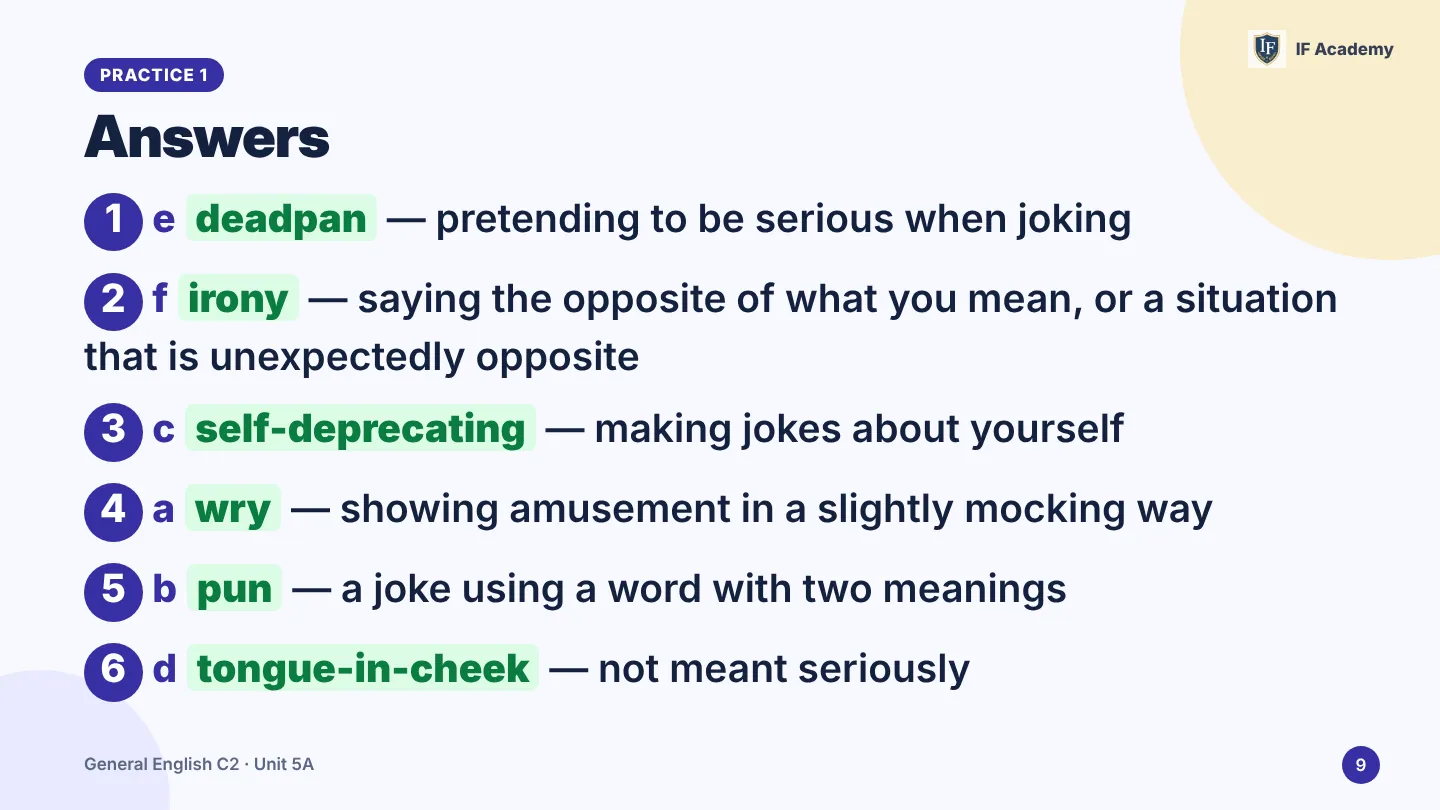 IF
IF Academy
PRACTICE 1
Answers
1 e deadpan — pretending to be serious when joking
2 f irony — saying the opposite of what you mean, or a situation
that is unexpectedly opposite
3 c self-deprecating — making jokes about yourself
4 a wry — showing amusement in a slightly mocking way
5 b pun — a joke using a word with two meanings
6 d tongue-in-cheek — not meant seriously
General English C2 · Unit 5A
9